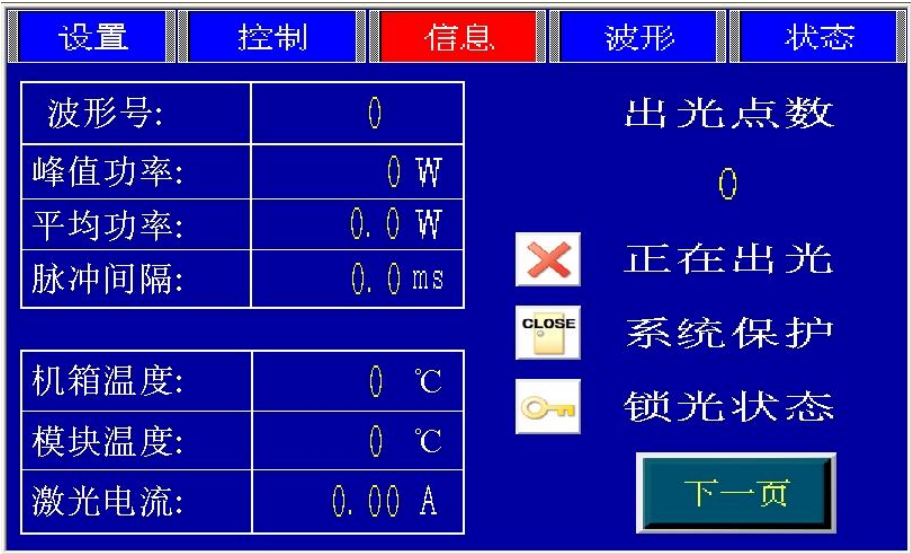 设置 控制 信息 波形 状态
波形号: 0
峰值功率: 0 W
平均功率: 0.0 W
脉冲间隔: 0.0 ms
机箱温度: 0 ℃
模块温度: 0 ℃
激光电流: 0.00 A
出光点数
0
正在出光
CLOSE 系统保护
锁光状态
下一页